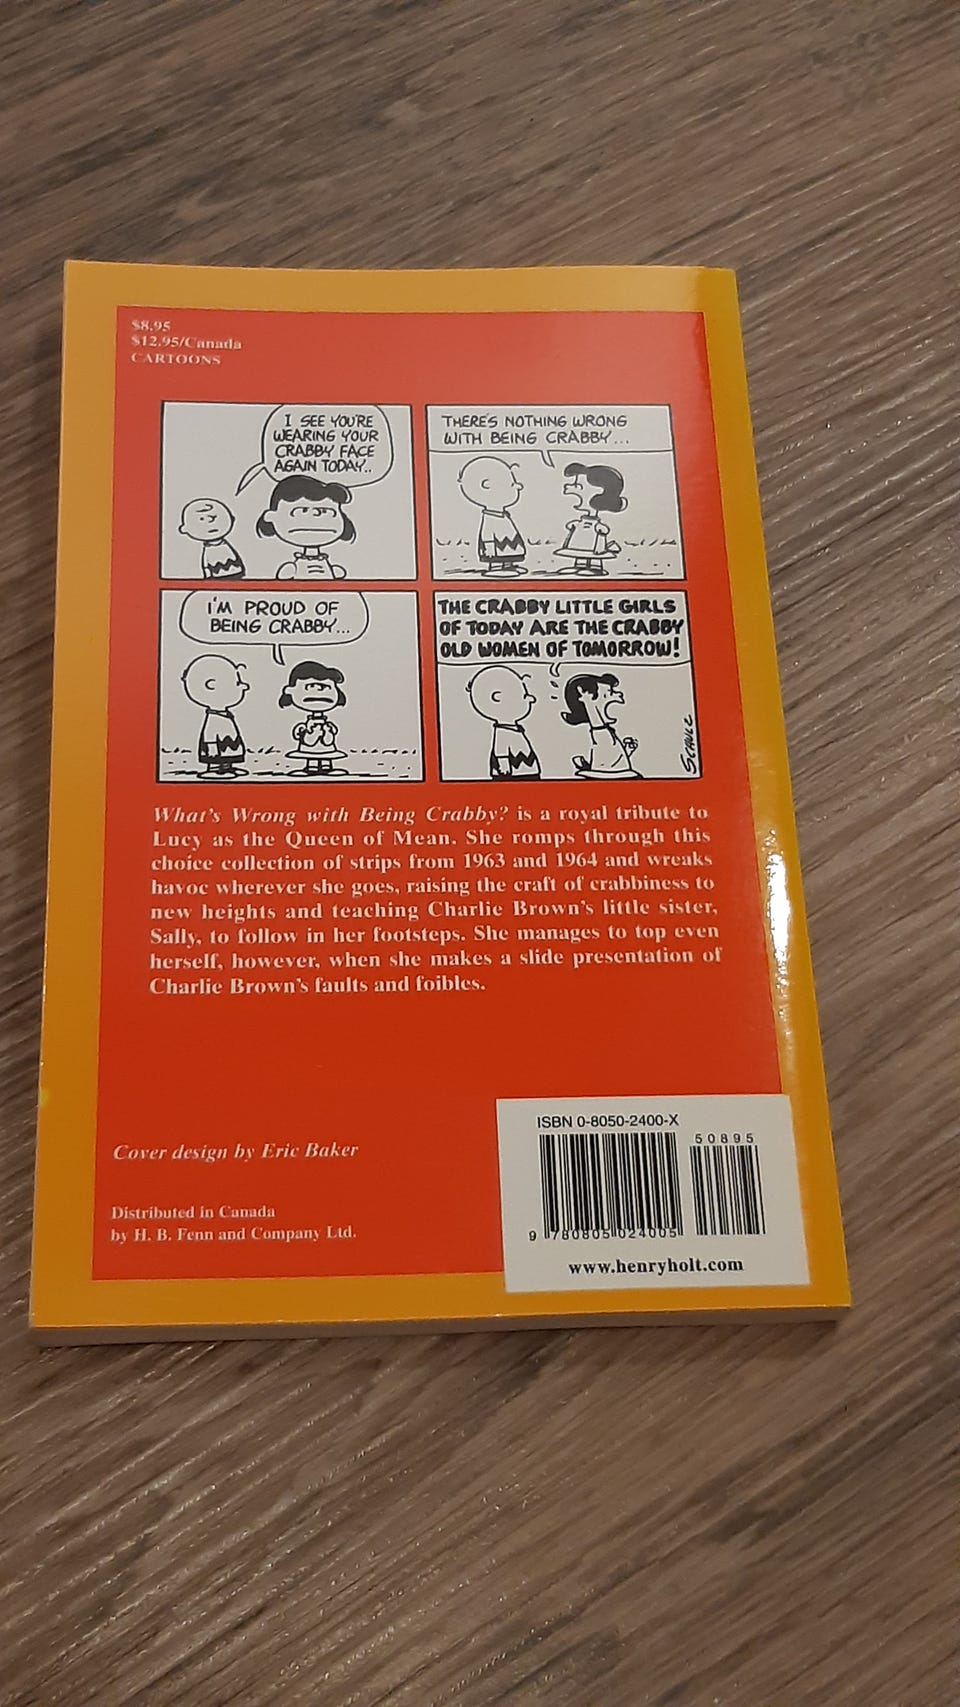 $8.95
$12.95/Canada
CARTOONS
I SEE YOU'RE
WEARING YOUR
CRABBY FACE
AGAIN TODAY..
THERE'S NOTHING WRONG
WITH BEING CRABBY...
I'M PROUD OF
BEING CRABBY...
THE CRABBY LITTLE GIRLS
OF TODAY ARE THE CRABBY
OLD WOMEN OF TOMORROW!
SCHULZ
What's Wrong with Being Crabby? is a royal tribute to
Lucy as the Queen of Mean. She romps through this
choice collection of strips from 1963 and 1964 and wreaks
havoc wherever she goes, raising the craft of crabbiness to
new heights and teaching Charlie Brown's little sister,
Sally, to follow in her footsteps. She manages to top even
herself, however, when she makes a slide presentation of
Charlie Brown's faults and foibles.
Cover design by Eric Baker
Distributed in Canada
by H. B. Fenn and Company Ltd.
ISBN 0-8050-2400-X
50895
9 780805 024005
www.henryholt.com